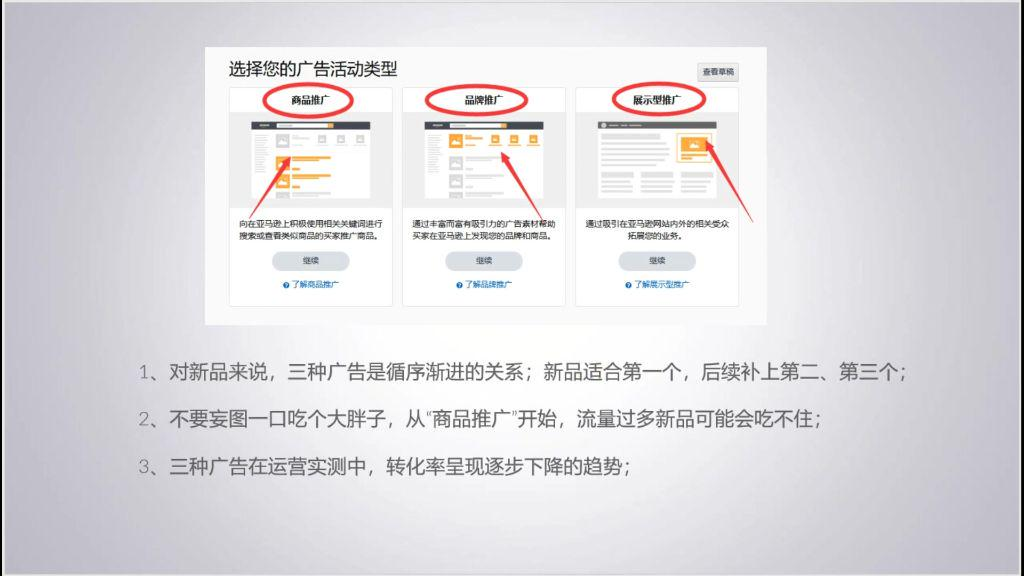 选择您的广告活动类型
查看草稿
商品推广
品牌推广
展示型推广
向在亚马逊上积极使用相关关键词进行
搜索或查看类似商品的买家推广商品。
通过丰富而富有吸引力的广告素材帮助
买家在亚马逊上发现您的品牌和商品。
通过吸引在亚马逊网站内外的相关受众
拓展您的业务。
继续
继续
继续
了解商品推广
了解品牌推广
了解展示型推广
1、对新品来说，三种广告是循序渐进的关系；新品适合第一个，后续补上第二、第三个；
2、不要妄图一口吃个大胖子，从“商品推广”开始，流量过多新品可能会吃不住；
3、三种广告在运营实测中，转化率呈现逐步下降的趋势；